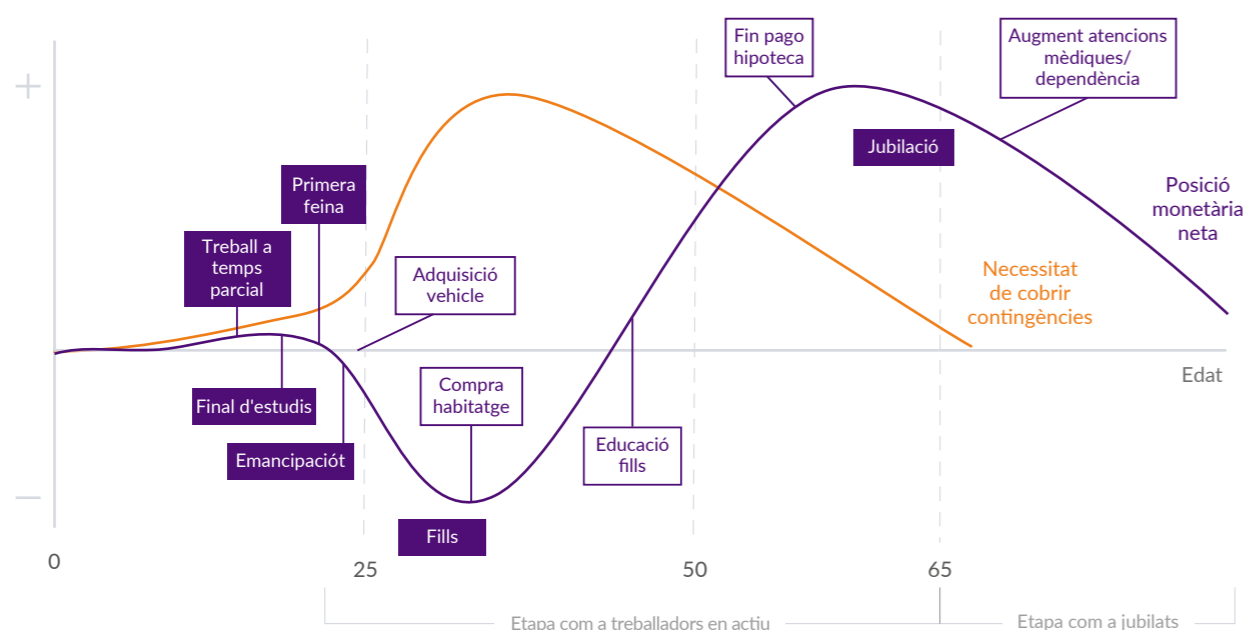 Fin pago
hipoteca
Augment atencions
mèdiques/
dependència
+
Jubilació
Primera
feina
Posició
monetària
neta
Treball a
temps
parcial
Adquisició
vehicle
Necessitat
de cobrir
contingències
Edat
Compra
habitatge
Final d'estudis
Emancipaciót
Educació
fills
−
Fills
0
25
50
65
Etapa com a treballadors en actiu
Etapa com a jubilats